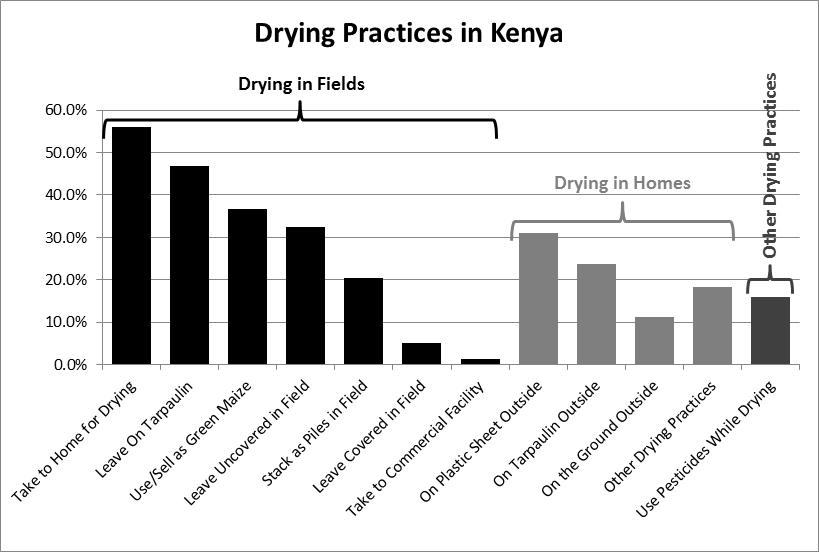 Drying Practices in Kenya
Drying in Fields
Drying in Homes
Other Drying Practices
60.0%
50.0%
40.0%
30.0%
20.0%
10.0%
0.0%
Take to Home for Drying
Leave On Tarpaulin
Use/Sell as Green Maize
Leave Uncovered in Field
Stack as Piles in Field
Leave Covered in Field
Take to Commercial Facility
On Plastic Sheet Outside
On Tarpaulin Outside
On the Ground Outside
Other Drying Practices
Use Pesticides While Drying